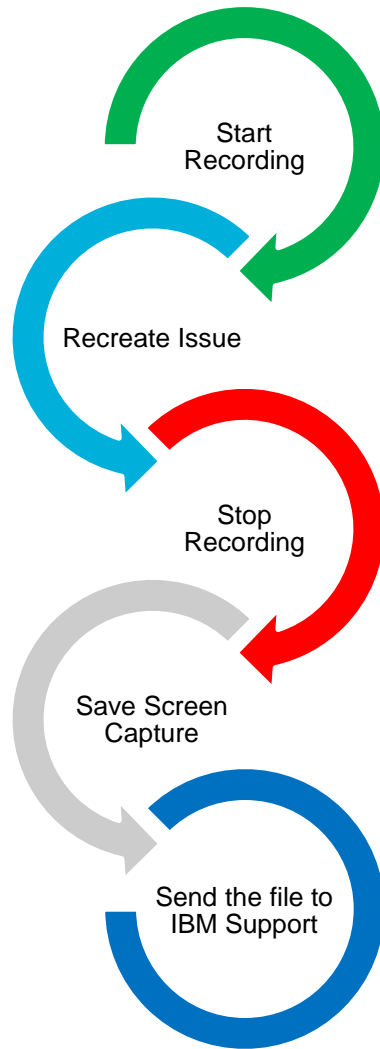 Start
Recording
Recreate Issue
Stop
Recording
Save Screen
Capture
Send the file to
IBM Support